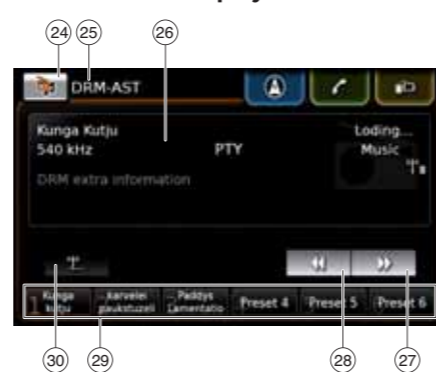 24 25 26
DRM-AST
Kunga Kutju Loding...
540 kHz PTY Music
DRM extra information
1 Kunga kutju
... karvelei paukstuzeli
... Paddys Lamentatio
Preset 4
Preset 5
Preset 6
30 29 28 27